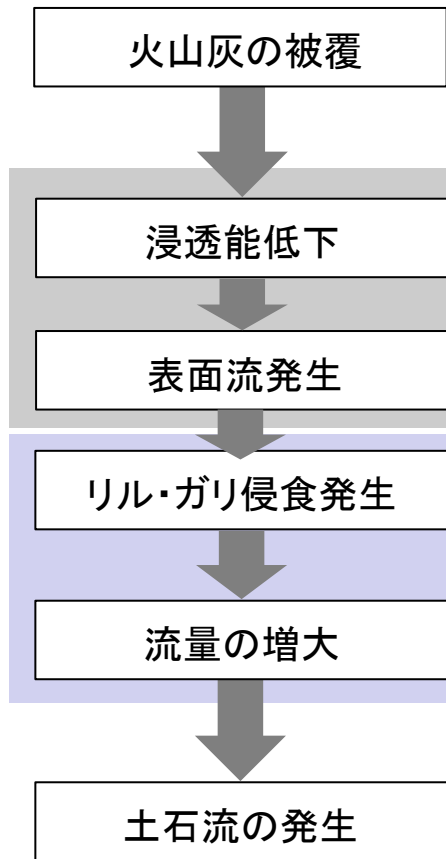 火山灰の被覆
浸透能低下
表面流発生
リル・ガリ侵食発生
流量の増大
土石流の発生